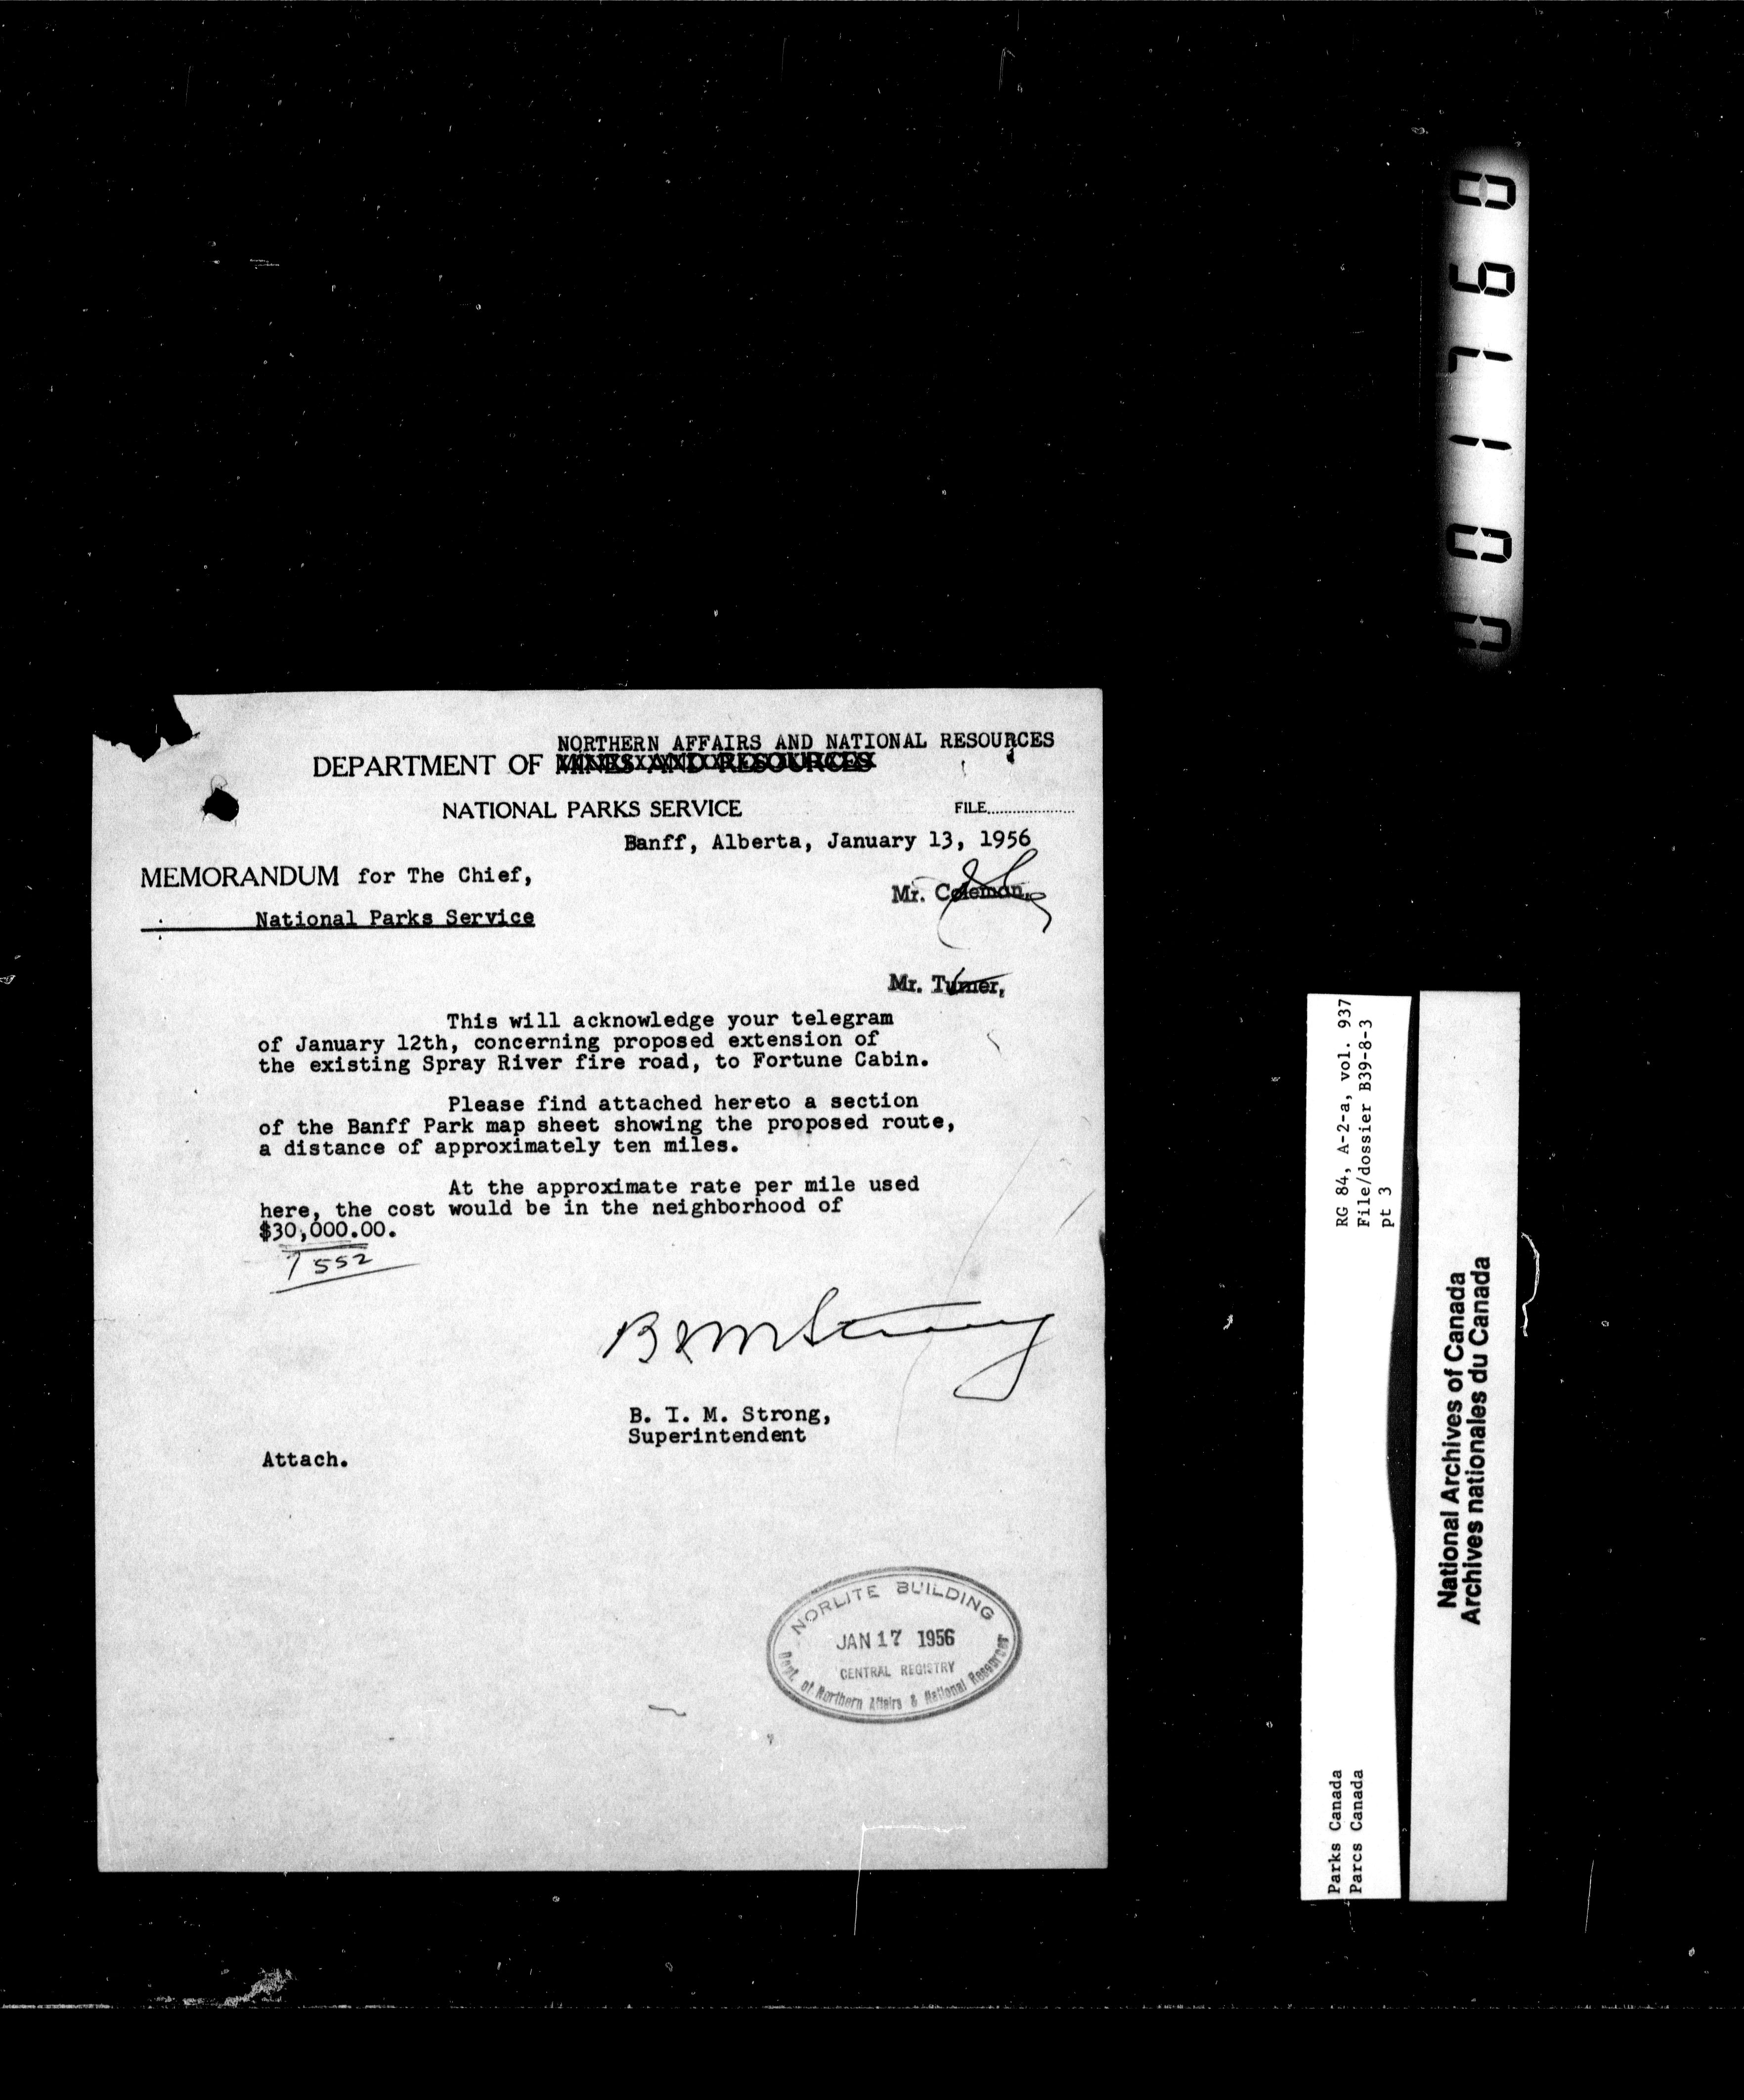 NORTHERN AFFAIRS AND NATIONAL RESOURCES
DEPARTMENT OF MINES AND RESOURCES
NATIONAL PARKS SERVICE
FILE....................
Banff, Alberta, January 13, 1956
MEMORANDUM for The Chief,
Mr. Coleman,
National Parks Service
Mr. Turner,
This will acknowledge your telegram
of January 12th, concerning proposed extension of
the existing Spray River fire road, to Fortune Cabin.
Please find attached hereto a section
of the Banff Park map sheet showing the proposed route,
a distance of approximately ten miles.
At the approximate rate per mile used
here, the cost would be in the neighborhood of
$30,000.00.
7552
B I M Strong
B. I. M. Strong,
Superintendent
Attach.
NORLITE BUILDING
JAN 17 1956
CENTRAL REGISTRY
Dept. of Northern Affairs & National Resources
001760
RG 84, A-2-a, vol. 937
File/dossier B39-8-3
pt 3
Parks Canada
Parcs Canada
National Archives of Canada
Archives nationales du Canada